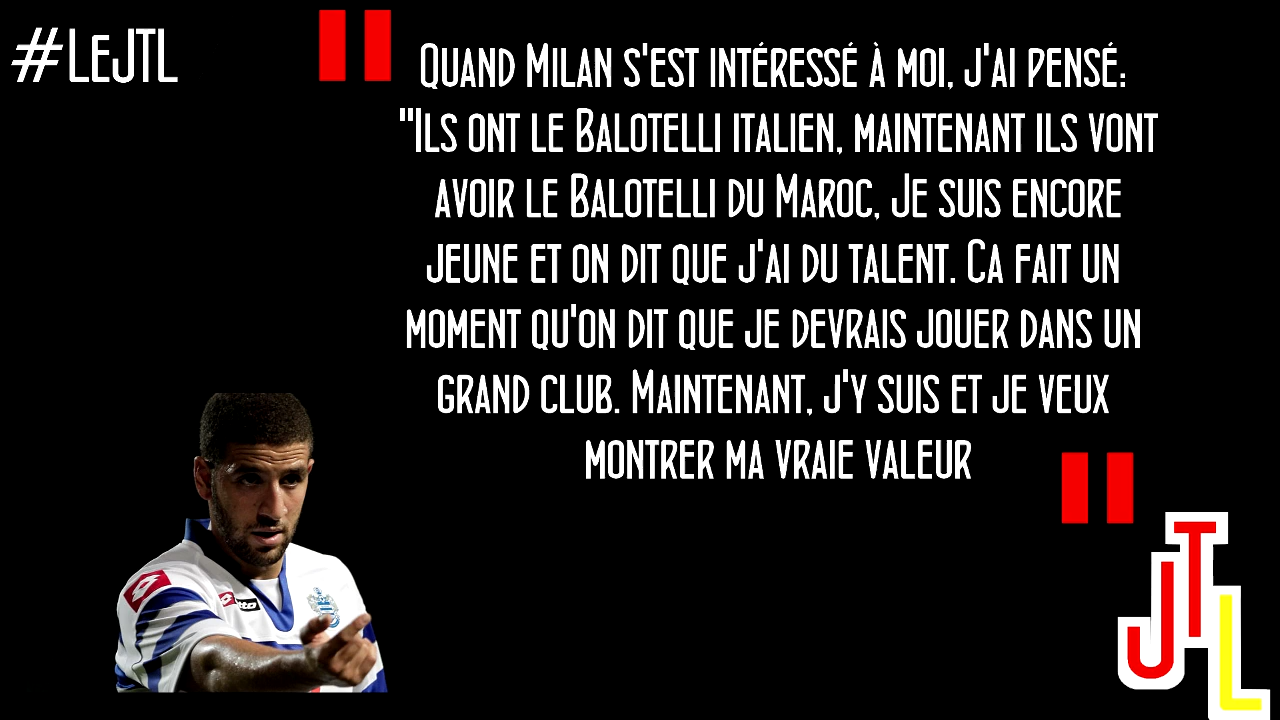 #LeJTL
"
Quand Milan s'est intéressé à moi, j'ai pensé:
"Ils ont le Balotelli italien, maintenant ils vont
avoir le Balotelli du Maroc, Je suis encore
jeune et on dit que j'ai du talent. Ca fait un
moment qu'on dit que je devrais jouer dans un
grand club. Maintenant, j'y suis et je veux
montrer ma vraie valeur
"
JTL